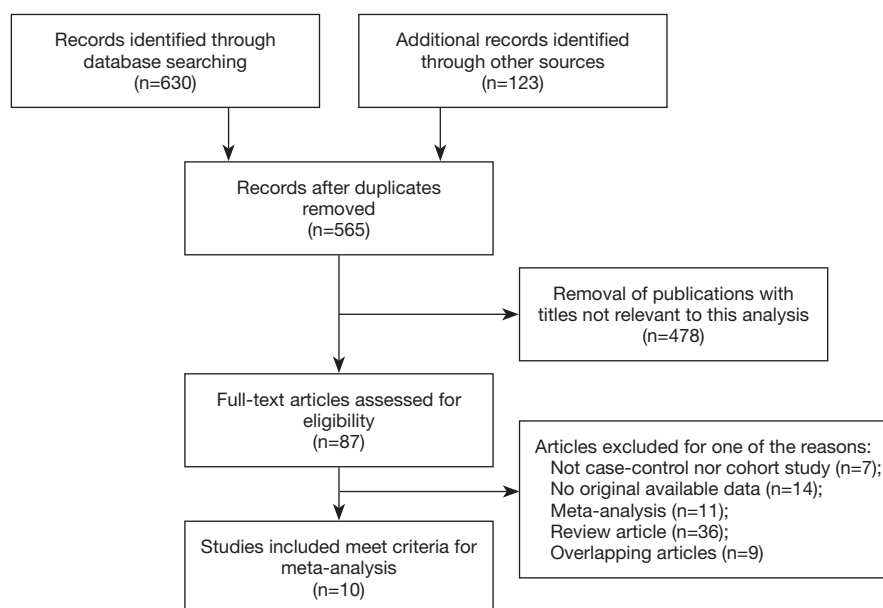 Records identified through
database searching
(n=630)
Additional records identified
through other sources
(n=123)
Records after duplicates
removed
(n=565)
Removal of publications with
titles not relevant to this analysis
(n=478)
Full-text articles assessed for
eligibility
(n=87)
Articles excluded for one of the reasons:
Not case-control nor cohort study (n=7);
No original available data (n=14);
Meta-analysis (n=11);
Review article (n=36);
Overlapping articles (n=9)
Studies included meet criteria for
meta-analysis
(n=10)